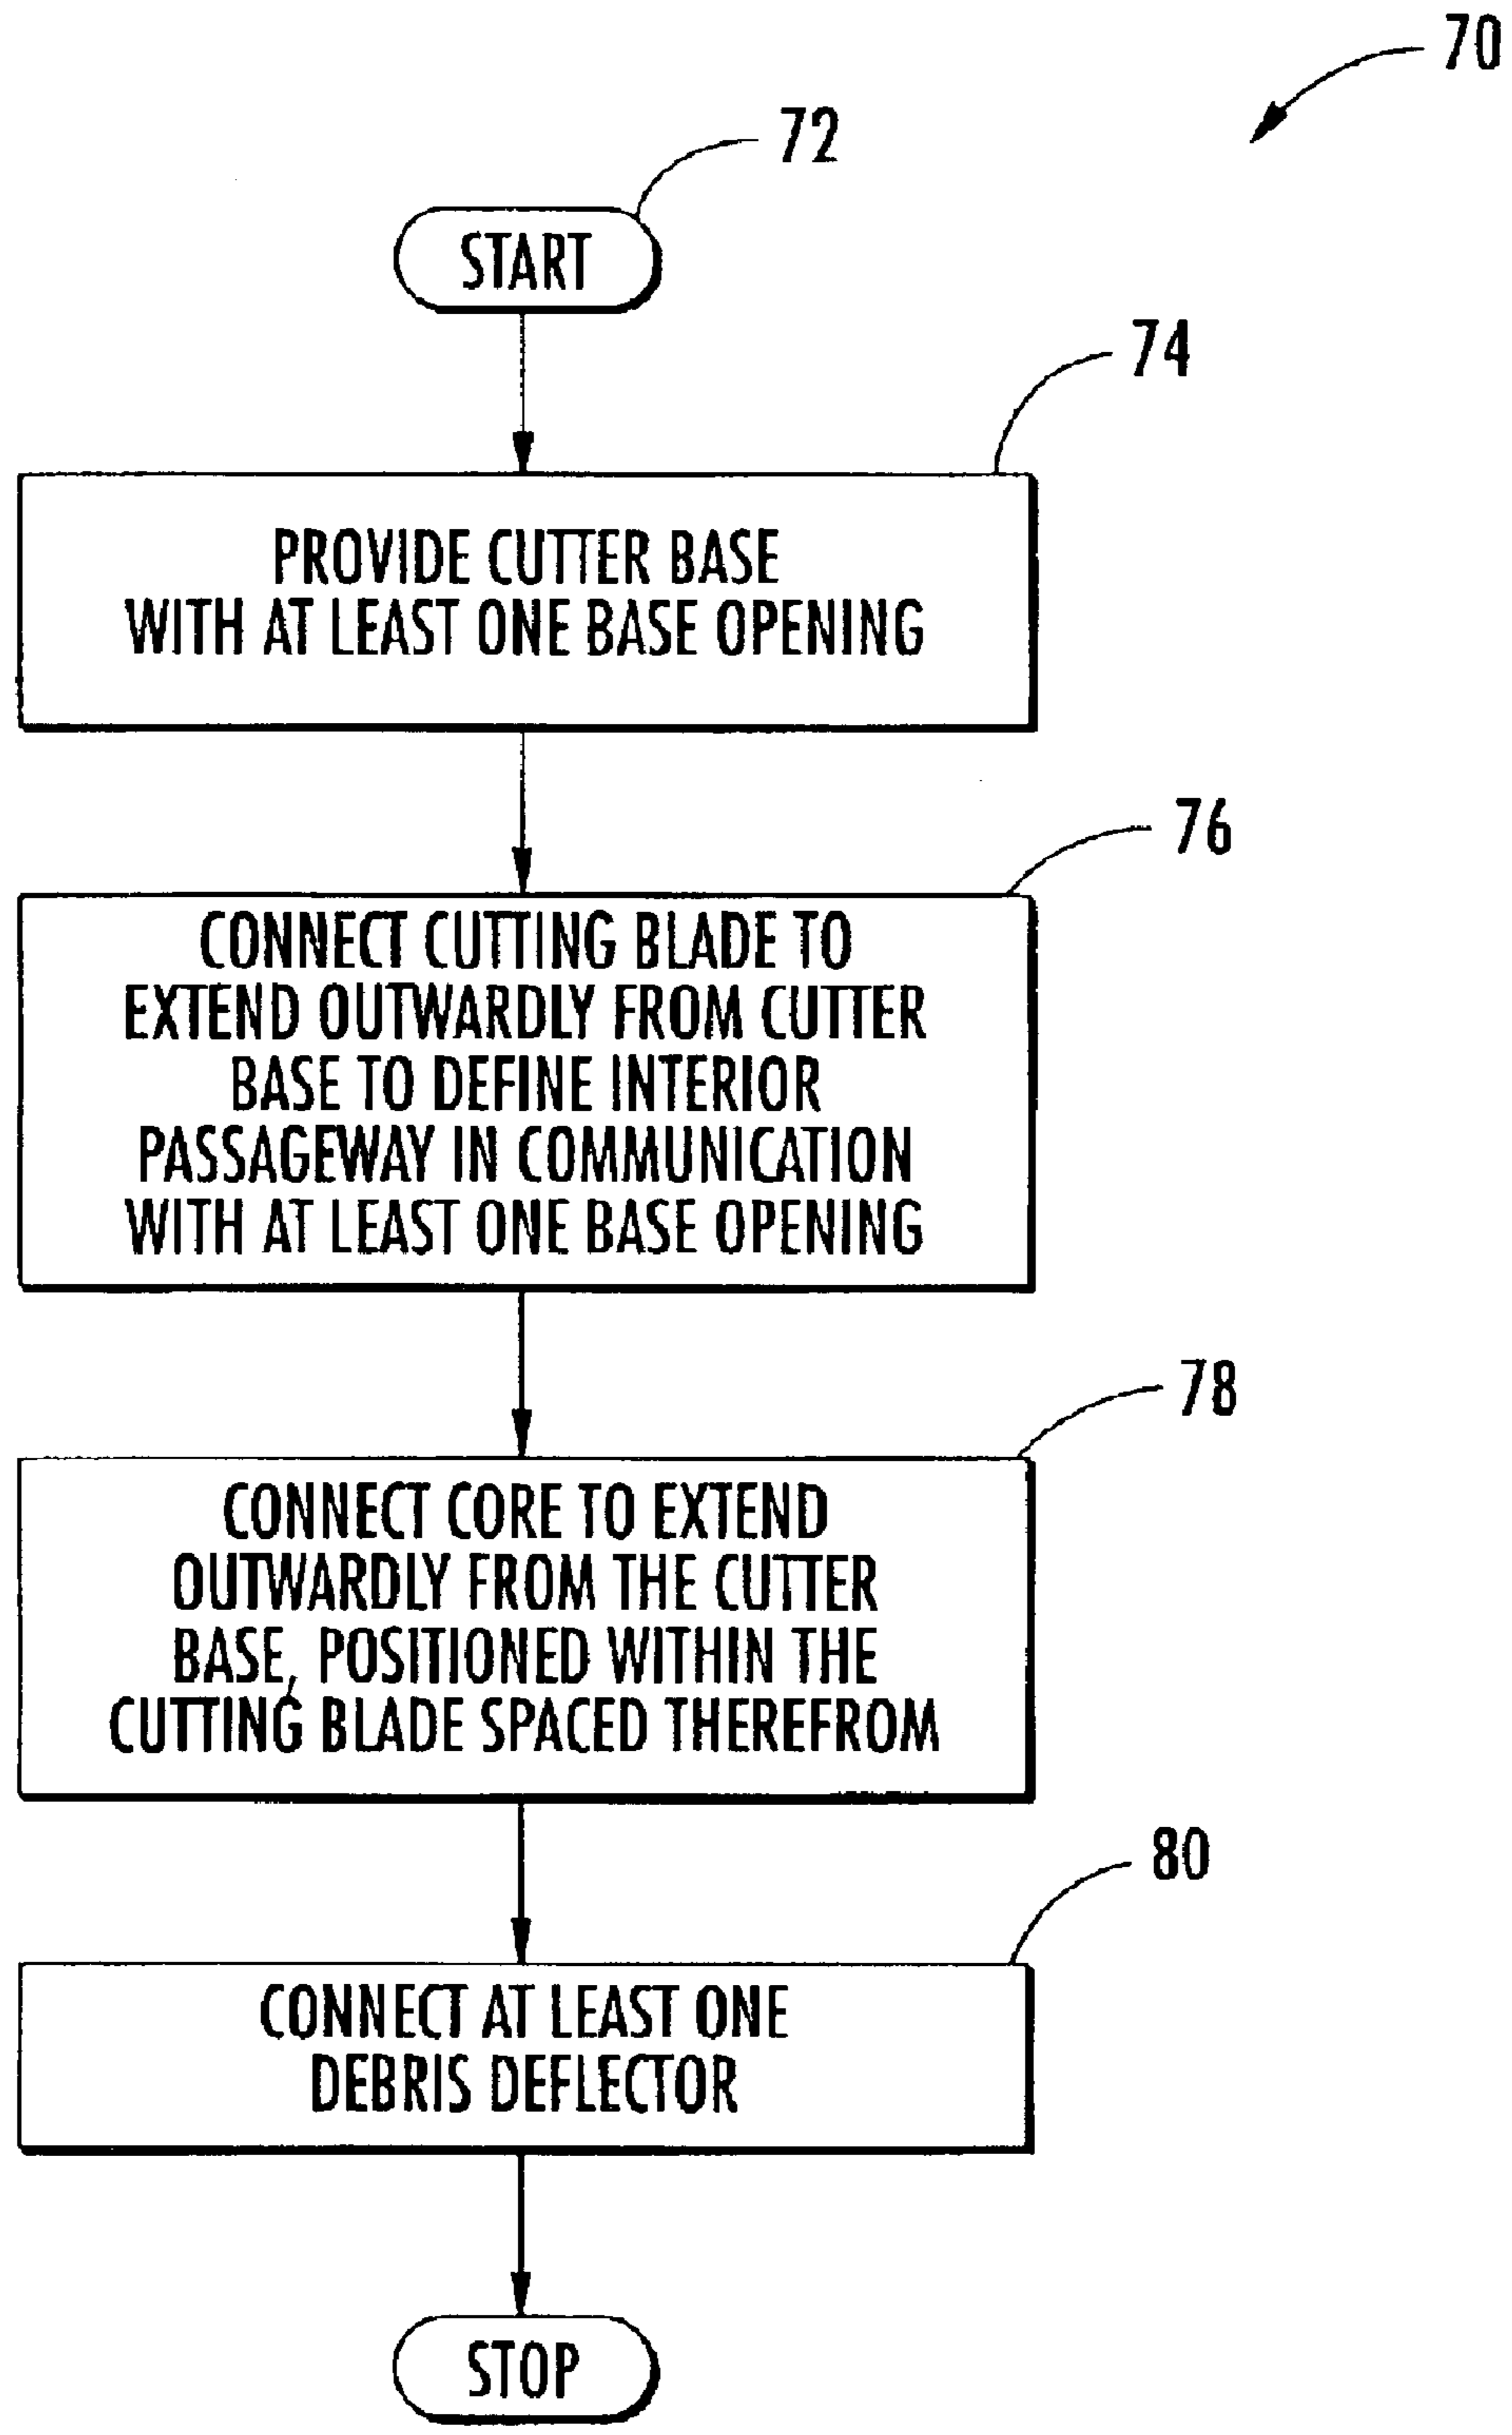 70
72
START
74
PROVIDE CUTTER BASE
WITH AT LEAST ONE BASE OPENING
76
CONNECT CUTTING BLADE TO
EXTEND OUTWARDLY FROM CUTTER
BASE TO DEFINE INTERIOR
PASSAGEWAY IN COMMUNICATION
WITH AT LEAST ONE BASE OPENING
78
CONNECT CORE TO EXTEND
OUTWARDLY FROM THE CUTTER
BASE, POSITIONED WITHIN THE
CUTTING BLADE SPACED THEREFROM
80
CONNECT AT LEAST ONE
DEBRIS DEFLECTOR
STOP